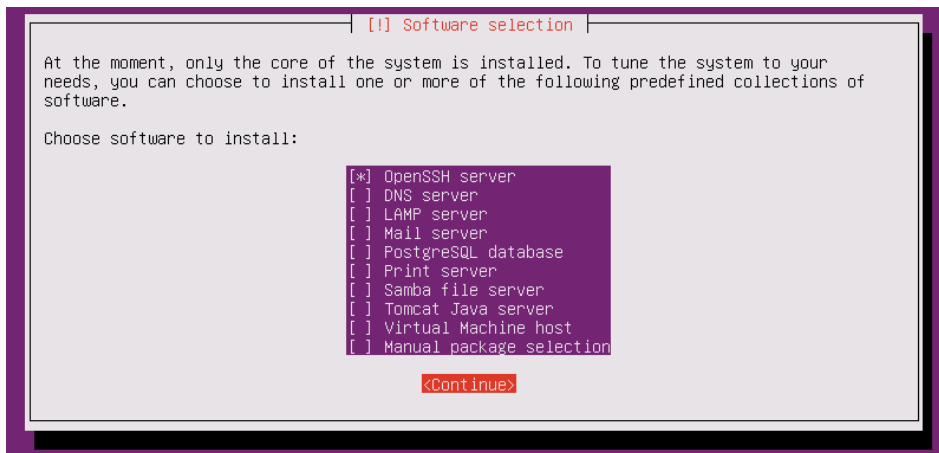 [!] Software selection
At the moment, only the core of the system is installed. To tune the system to your
needs, you can choose to install one or more of the following predefined collections of
software.
Choose software to install:
[*] OpenSSH server
[ ] DNS server
[ ] LAMP server
[ ] Mail server
[ ] PostgreSQL database
[ ] Print server
[ ] Samba file server
[ ] Tomcat Java server
[ ] Virtual Machine host
[ ] Manual package selection
<Continue>